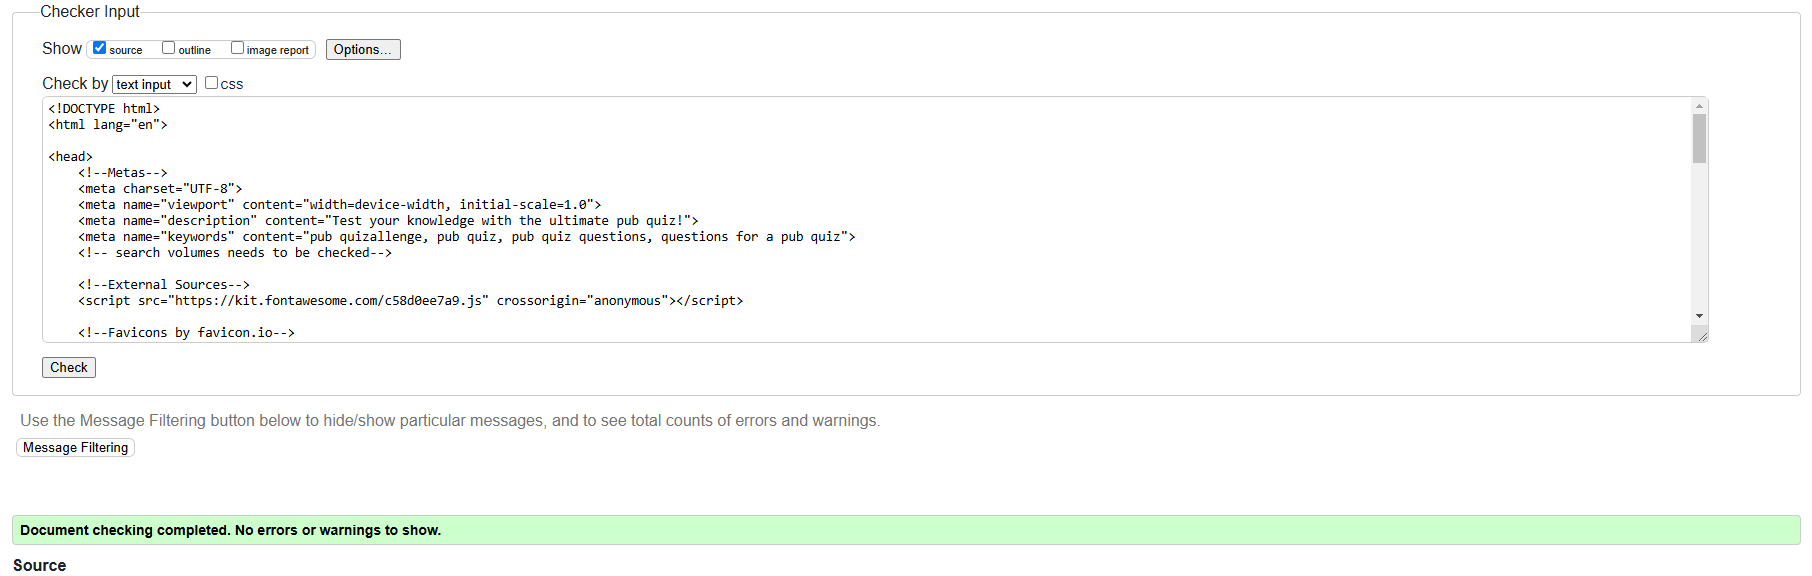 Checker Input
Show source outline image report Options...
Check by text input css
<!DOCTYPE html>
<html lang="en">
<head>
<!--Metas-->
<meta charset="UTF-8">
<meta name="viewport" content="width=device-width, initial-scale=1.0">
<meta name="description" content="Test your knowledge with the ultimate pub quiz!">
<meta name="keywords" content="pub quizallenge, pub quiz, pub quiz questions, questions for a pub quiz">
<!-- search volumes needs to be checked-->
<!--External Sources-->
<script src="https://kit.fontawesome.com/c58d0ee7a9.js" crossorigin="anonymous"></script>
<!--Favicons by favicon.io-->
Check
Use the Message Filtering button below to hide/show particular messages, and to see total counts of errors and warnings.
Message Filtering
Document checking completed. No errors or warnings to show.
Source